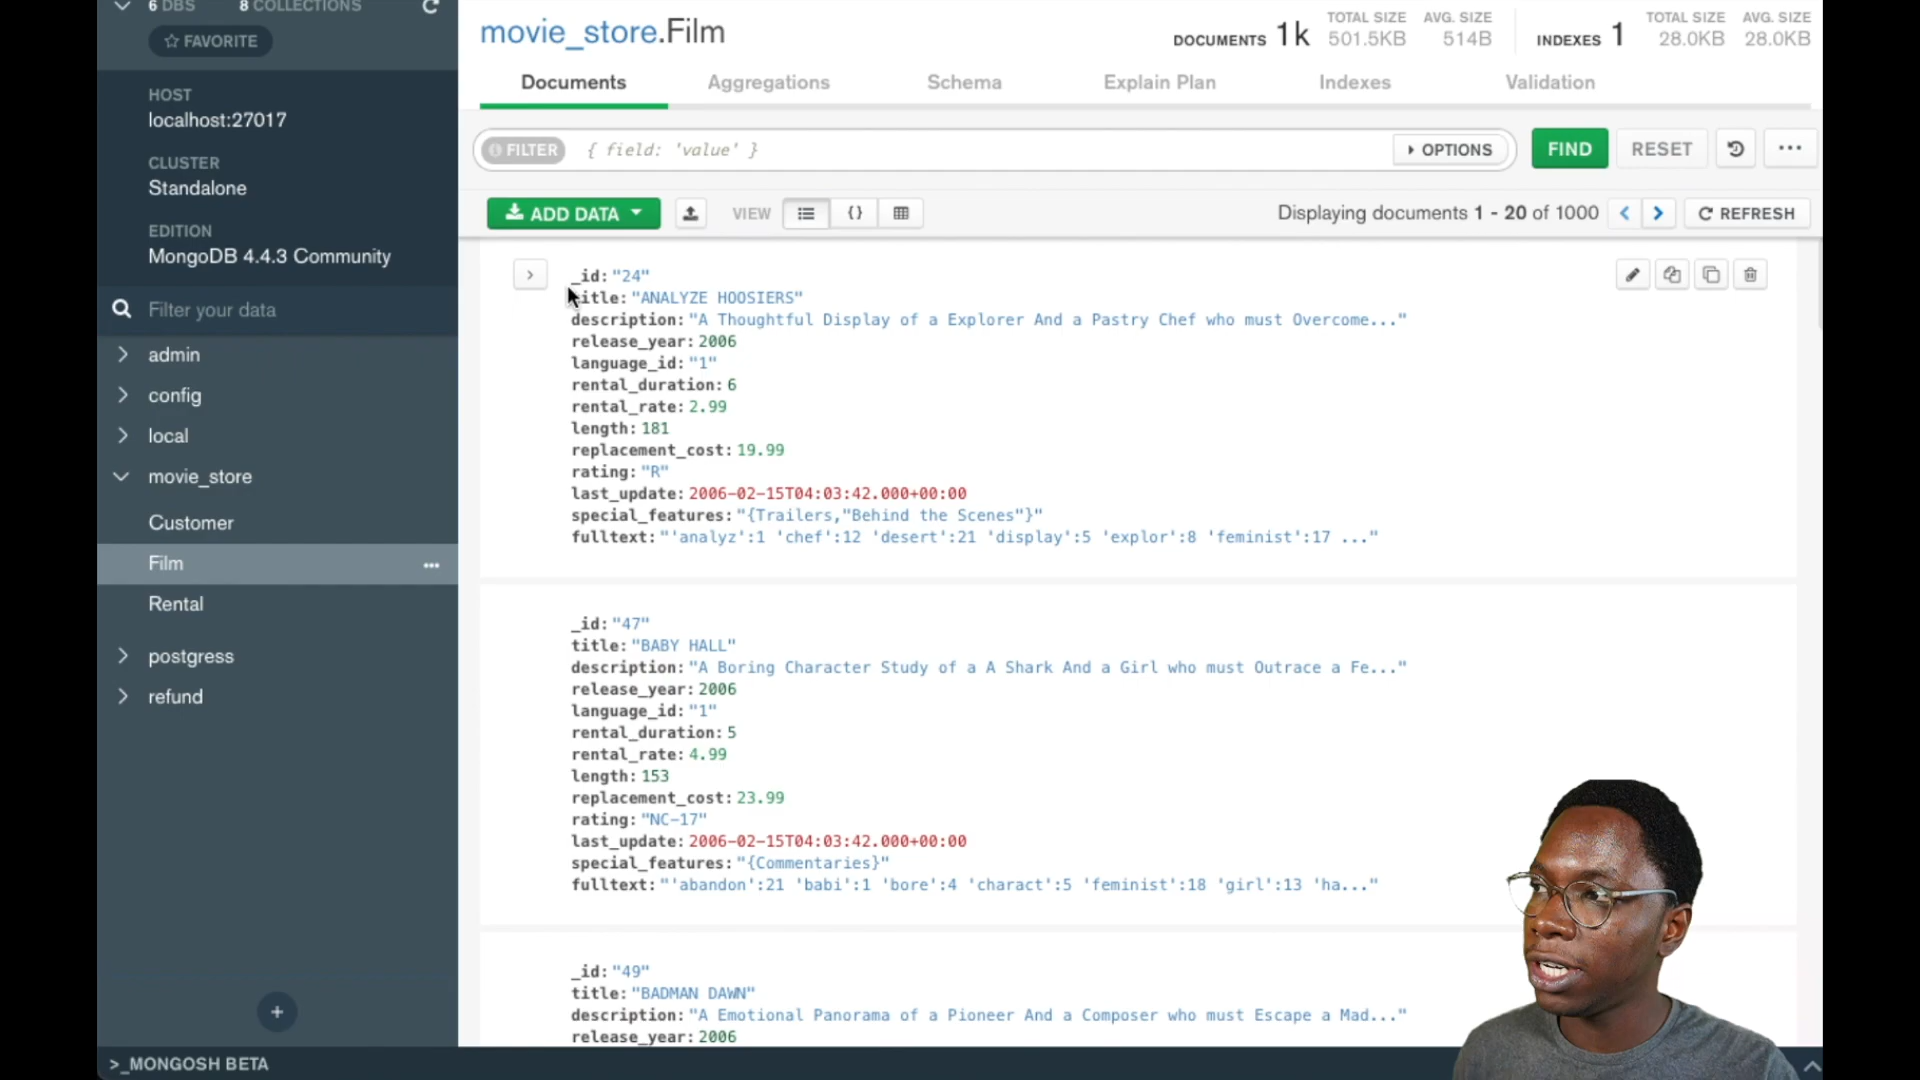 6 DBS 8 COLLECTIONS
FAVORITE
HOST
localhost:27017
CLUSTER
Standalone
EDITION
MongoDB 4.4.3 Community
Filter your data
admin
config
local
movie_store
Customer
Film
Rental
postgress
refund
>_MONGOSH BETA
movie_store.Film
DOCUMENTS 1k TOTAL SIZE 501.5KB AVG. SIZE 514B
INDEXES 1 TOTAL SIZE 28.0KB AVG. SIZE 28.0KB
Documents Aggregations Schema Explain Plan Indexes Validation
FILTER { field: 'value' } OPTIONS FIND RESET ...
ADD DATA VIEW {} Displaying documents 1 - 20 of 1000 REFRESH
_id: "24"
title: "ANALYZE HOOSIERS"
description: "A Thoughtful Display of a Explorer And a Pastry Chef who must Overcome..."
release_year: 2006
language_id: "1"
rental_duration: 6
rental_rate: 2.99
length: 181
replacement_cost: 19.99
rating: "R"
last_update: 2006-02-15T04:03:42.000+00:00
special_features: "{Trailers,"Behind the Scenes"}"
fulltext: "'analyz':1 'chef':12 'desert':21 'display':5 'explor':8 'feminist':17 ..."
_id: "47"
title: "BABY HALL"
description: "A Boring Character Study of a A Shark And a Girl who must Outrace a Fe..."
release_year: 2006
language_id: "1"
rental_duration: 5
rental_rate: 4.99
length: 153
replacement_cost: 23.99
rating: "NC-17"
last_update: 2006-02-15T04:03:42.000+00:00
special_features: "{Commentaries}"
fulltext: "'abandon':21 'babi':1 'bore':4 'charact':5 'feminist':18 'girl':13 'ha..."
_id: "49"
title: "BADMAN DAWN"
description: "A Emotional Panorama of a Pioneer And a Composer who must Escape a Mad..."
release_year: 2006